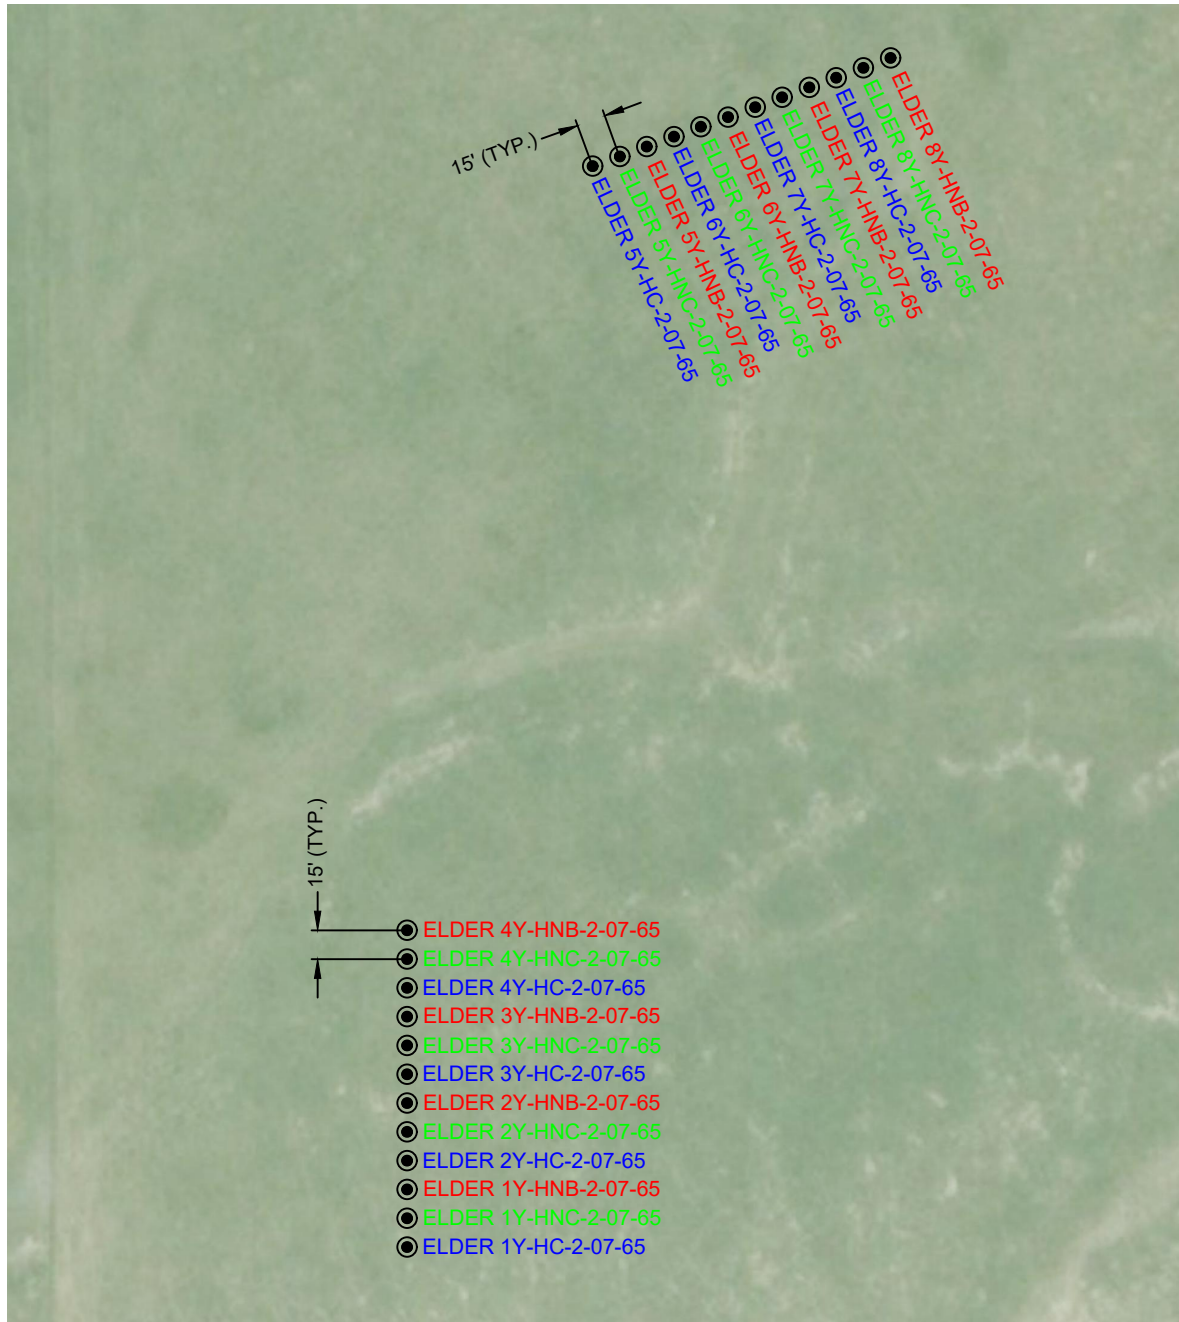 15' (TYP.)
ELDER 5Y-HC-2-07-65
ELDER 5Y-HNC-2-07-65
ELDER 5Y-HNB-2-07-65
ELDER 6Y-HC-2-07-65
ELDER 6Y-HNC-2-07-65
ELDER 6Y-HNB-2-07-65
ELDER 7Y-HC-2-07-65
ELDER 7Y-HNC-2-07-65
ELDER 7Y-HNB-2-07-65
ELDER 8Y-HC-2-07-65
ELDER 8Y-HNC-2-07-65
ELDER 8Y-HNB-2-07-65
15' (TYP.)
ELDER 4Y-HNB-2-07-65
ELDER 4Y-HNC-2-07-65
ELDER 4Y-HC-2-07-65
ELDER 3Y-HNB-2-07-65
ELDER 3Y-HNC-2-07-65
ELDER 3Y-HC-2-07-65
ELDER 2Y-HNB-2-07-65
ELDER 2Y-HNC-2-07-65
ELDER 2Y-HC-2-07-65
ELDER 1Y-HNB-2-07-65
ELDER 1Y-HNC-2-07-65
ELDER 1Y-HC-2-07-65